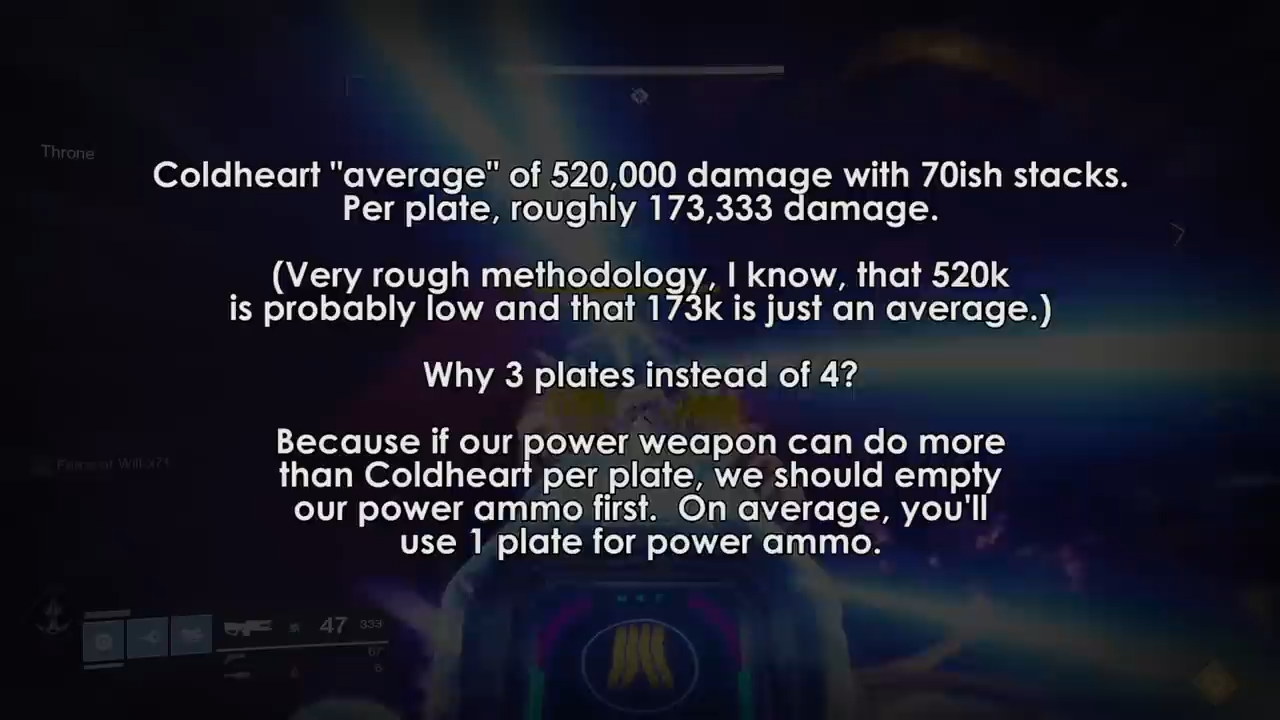 Throne
Coldheart "average" of 520,000 damage with 70ish stacks.
Per plate, roughly 173,333 damage.
(Very rough methodology, I know, that 520k
is probably low and that 173k is just an average.)
Why 3 plates instead of 4?
Because if our power weapon can do more
than Coldheart per plate, we should empty
our power ammo first.  On average, you'll
use 1 plate for power ammo.
47 333
6